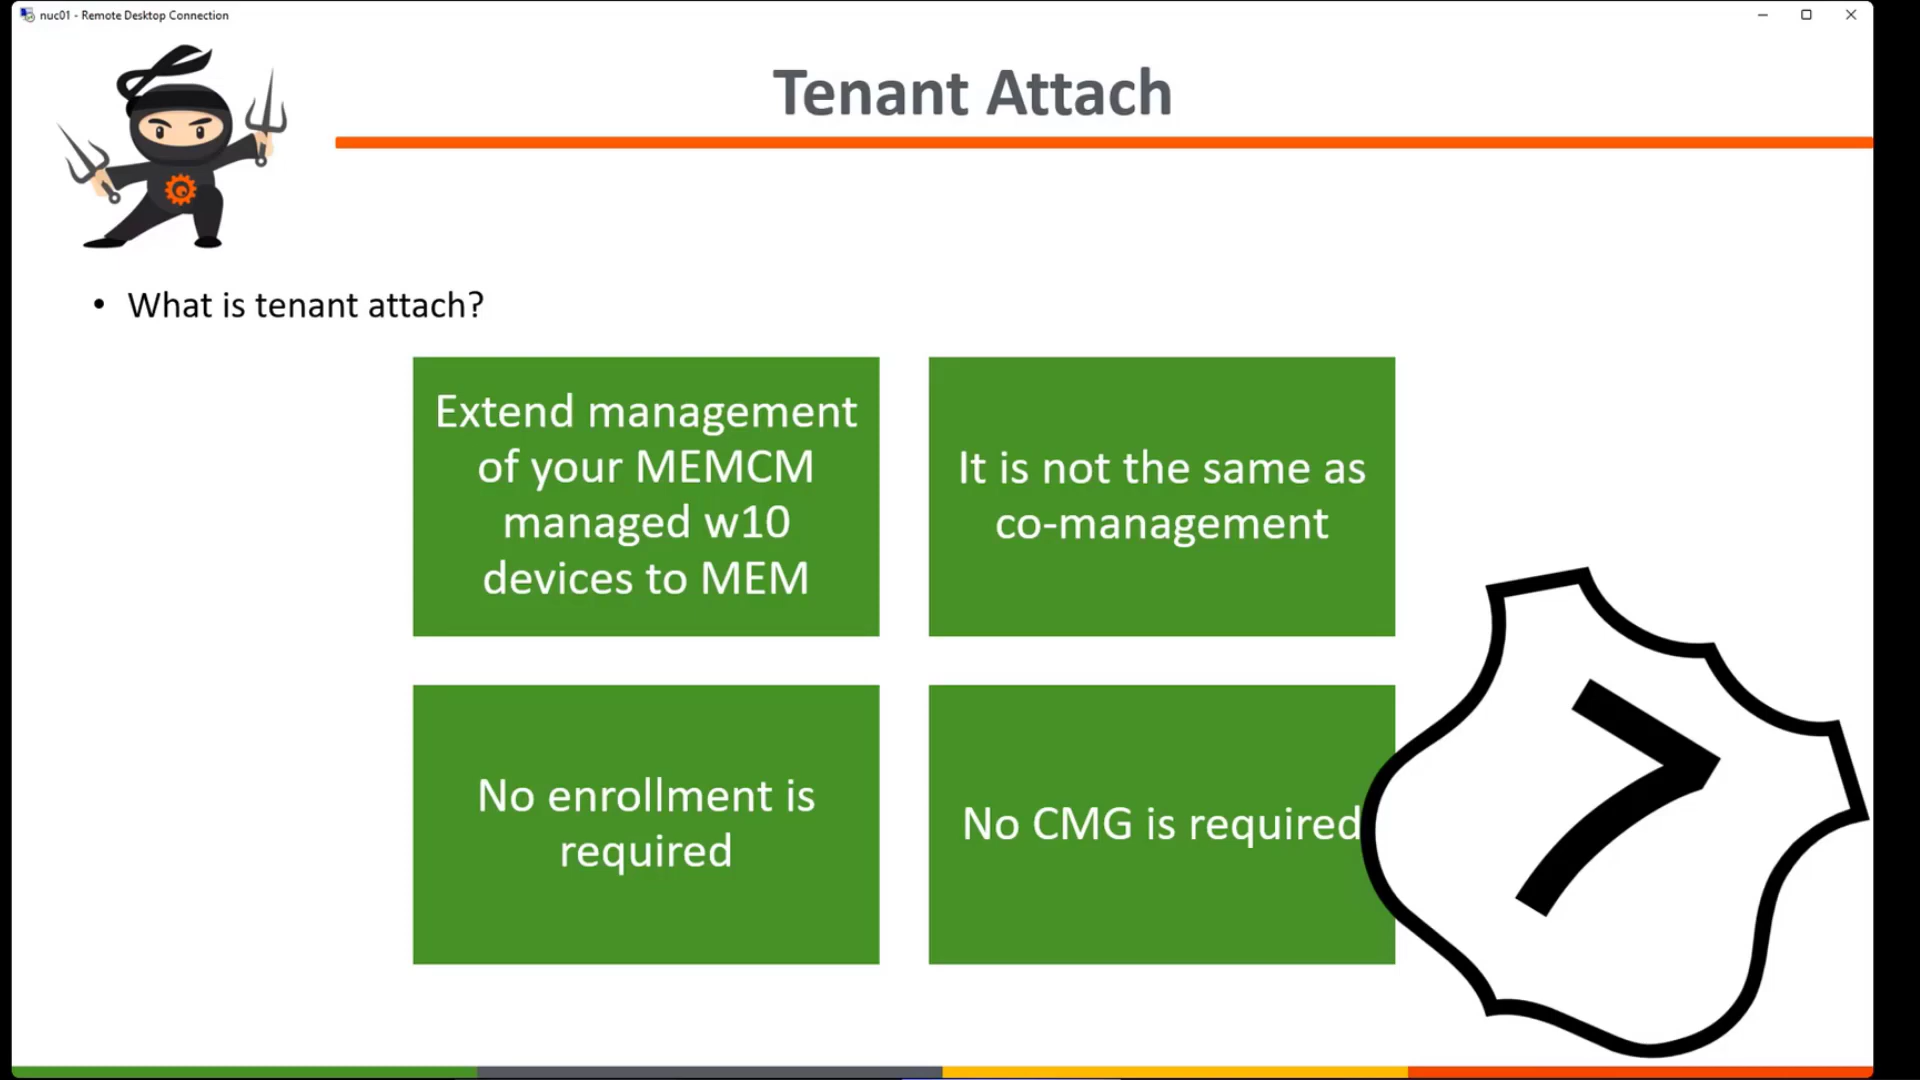 nuc01 - Remote Desktop Connection
Tenant Attach
• What is tenant attach?
Extend management
of your MEMCM
managed w10
devices to MEM
It is not the same as
co-management
No enrollment is
required
No CMG is required
7